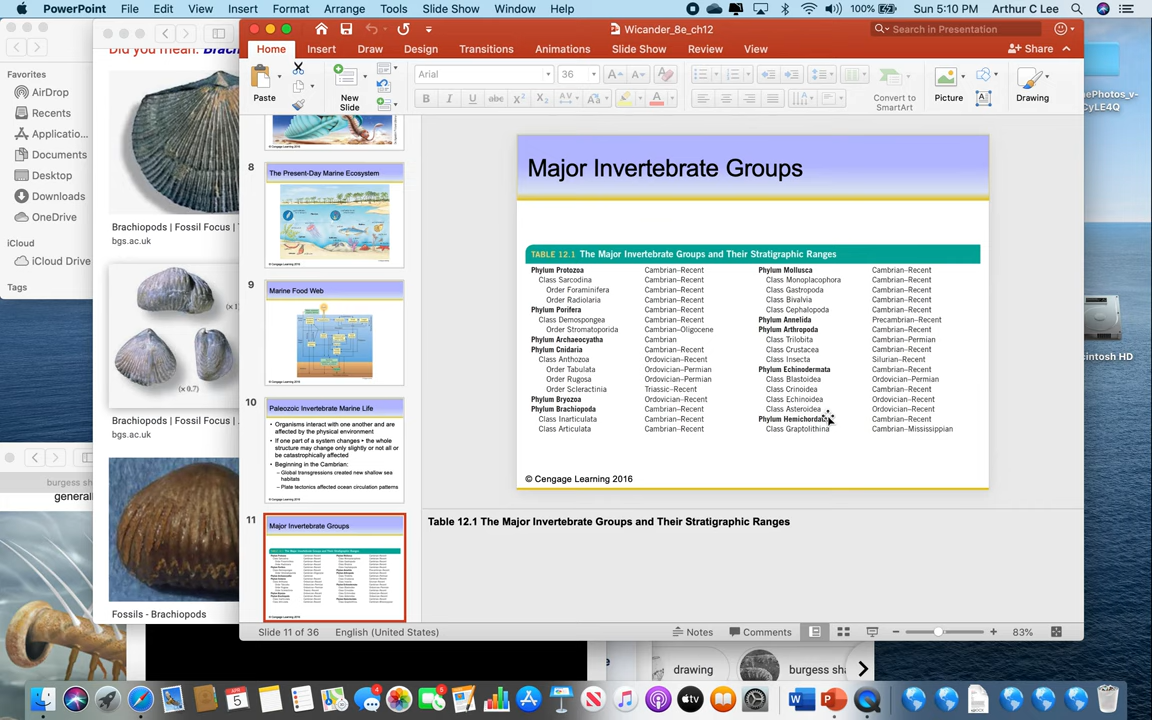 PowerPoint File Edit View Insert Format Arrange Tools Slide Show Window Help 100% Sun 5:10 PM Arthur C Lee
Wicander_8e_ch12
Search in Presentation
Home Insert Draw Design Transitions Animations Slide Show Review View Share
Paste
New
Slide
Arial 36
Convert to
SmartArt
Picture
Drawing
Favorites
AirDrop
Recents
Applicatio...
Documents
Desktop
Downloads
OneDrive
iCloud
iCloud Drive
Tags
Did you mean:
Brachiopods | Fossil Focus |
bgs.ac.uk
(× 0.7)
Brachiopods | Fossil Focus |
bgs.ac.uk
Fossils - Brachiopods
burgess sh
general
8
The Present-Day Marine Ecosystem
9
Marine Food Web
10
Paleozoic Invertebrate Marine Life
• Organisms interact with one another and are
affected by the physical environment
• If one part of a system changes • the whole
structure may change only slightly or not all or
be catastrophically affected
• Beginning in the Cambrian:
– Global transgressions created new shallow sea
habitats
– Plate tectonics affected ocean circulation patterns
11
Major Invertebrate Groups
Major Invertebrate Groups
TABLE 12.1 The Major Invertebrate Groups and Their Stratigraphic Ranges
Phylum Protozoa Cambrian–Recent
Class Sarcodina Cambrian–Recent
Order Foraminifera Cambrian–Recent
Order Radiolaria Cambrian–Recent
Phylum Porifera Cambrian–Recent
Class Demospongea Cambrian–Recent
Order Stromatoporida Cambrian–Oligocene
Phylum Archaeocyatha Cambrian
Phylum Cnidaria Cambrian–Recent
Class Anthozoa Ordovician–Recent
Order Tabulata Ordovician–Permian
Order Rugosa Ordovician–Permian
Order Scleractinia Triassic–Recent
Phylum Bryozoa Ordovician–Recent
Phylum Brachiopoda Cambrian–Recent
Class Inarticulata Cambrian–Recent
Class Articulata Cambrian–Recent
Phylum Mollusca Cambrian–Recent
Class Monoplacophora Cambrian–Recent
Class Gastropoda Cambrian–Recent
Class Bivalvia Cambrian–Recent
Class Cephalopoda Cambrian–Recent
Phylum Annelida Precambrian–Recent
Phylum Arthropoda Cambrian–Recent
Class Trilobita Cambrian–Permian
Class Crustacea Cambrian–Recent
Class Insecta Silurian–Recent
Phylum Echinodermata Cambrian–Recent
Class Blastoidea Ordovician–Permian
Class Crinoidea Cambrian–Recent
Class Echinoidea Ordovician–Recent
Class Asteroidea Ordovician–Recent
Phylum Hemichordata Cambrian–Recent
Class Graptolithina Cambrian–Mississippian
© Cengage Learning 2016
Table 12.1 The Major Invertebrate Groups and Their Stratigraphic Ranges
Slide 11 of 36 English (United States) Notes Comments 83%
drawing
burgess sha
cintosh HD
CyLE4Q